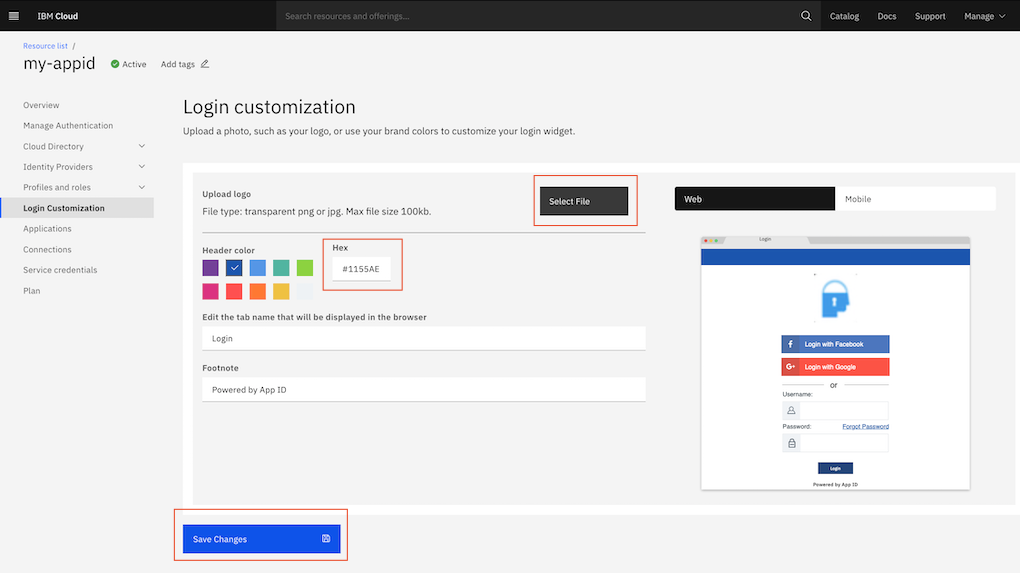 IBM Cloud
Search resources and offerings...
Catalog
Docs
Support
Manage
Resource list /
my-appid
Active
Add tags
Overview
Manage Authentication
Cloud Directory
Identity Providers
Profiles and roles
Login Customization
Applications
Connections
Service credentials
Plan
Login customization
Upload a photo, such as your logo, or use your brand colors to customize your login widget.
Upload logo
File type: transparent png or jpg. Max file size 100kb.
Select File
Header color
Hex
#1155AE
Edit the tab name that will be displayed in the browser
Login
Footnote
Powered by App ID
Save Changes
Web
Mobile
Login
f Login with Facebook
G+ Login with Google
or
Username:
Password:
Forgot Password
Login
Powered by App ID